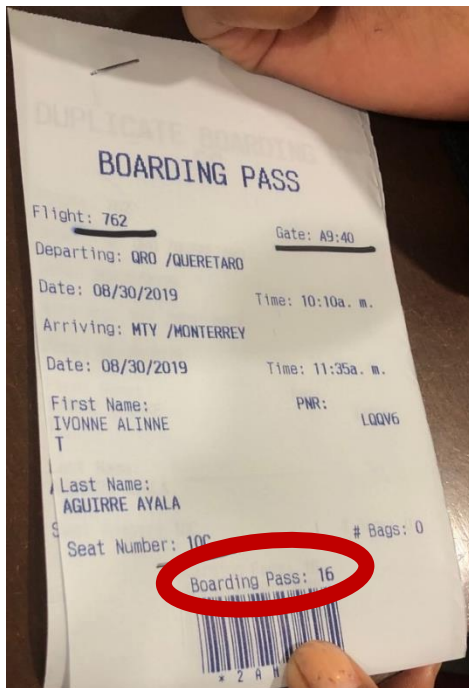 DUPLICATE BOARDING
BOARDING PASS
Flight: 762 Gate: A9:40
Departing: QRO /QUERETARO
Date: 08/30/2019 Time: 10:10a. m.
Arriving: MTY /MONTERREY
Date: 08/30/2019 Time: 11:35a. m.
First Name: PNR:
IVONNE ALINNE LQQV6
T
Last Name:
AGUIRRE AYALA
Seat Number: # Bags: 0
Boarding Pass: 16